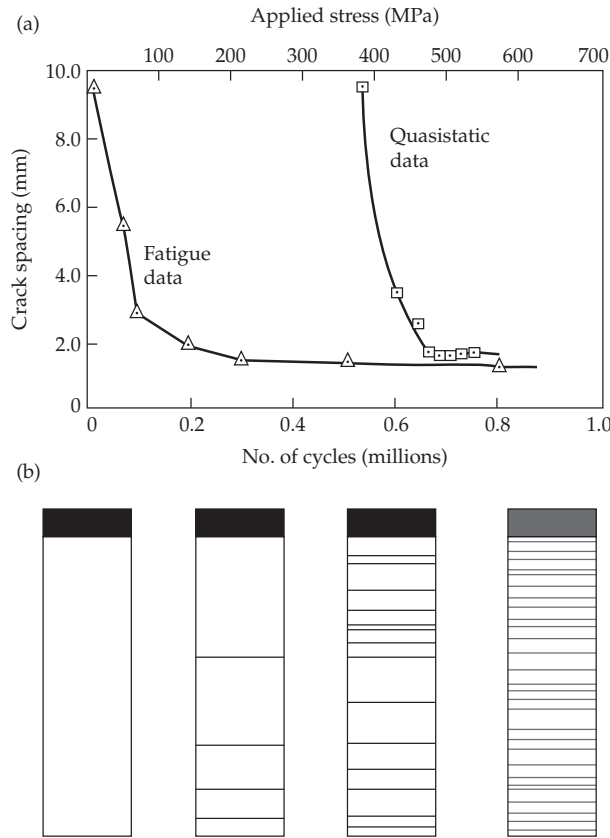 (a)
Applied stress (MPa)
100 200 300 400 500 600 700
10.0
8.0
6.0
4.0
2.0
0
Crack spacing (mm)
Quasistatic
data
Fatigue
data
0 0.2 0.4 0.6 0.8 1.0
No. of cycles (millions)
(b)